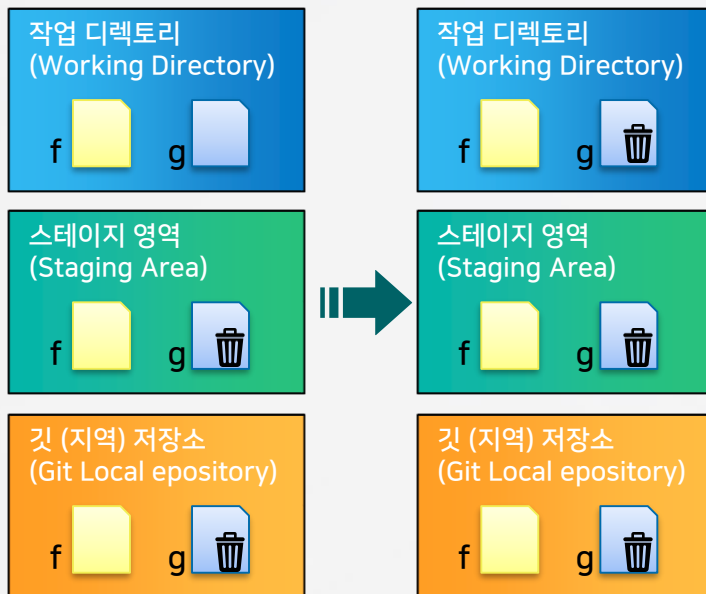 작업 디렉토리
(Working Directory)
f
g
스테이지 영역
(Staging Area)
f
g
깃 (지역) 저장소
(Git Local epository)
f
g
작업 디렉토리
(Working Directory)
f
g
스테이지 영역
(Staging Area)
f
g
깃 (지역) 저장소
(Git Local epository)
f
g